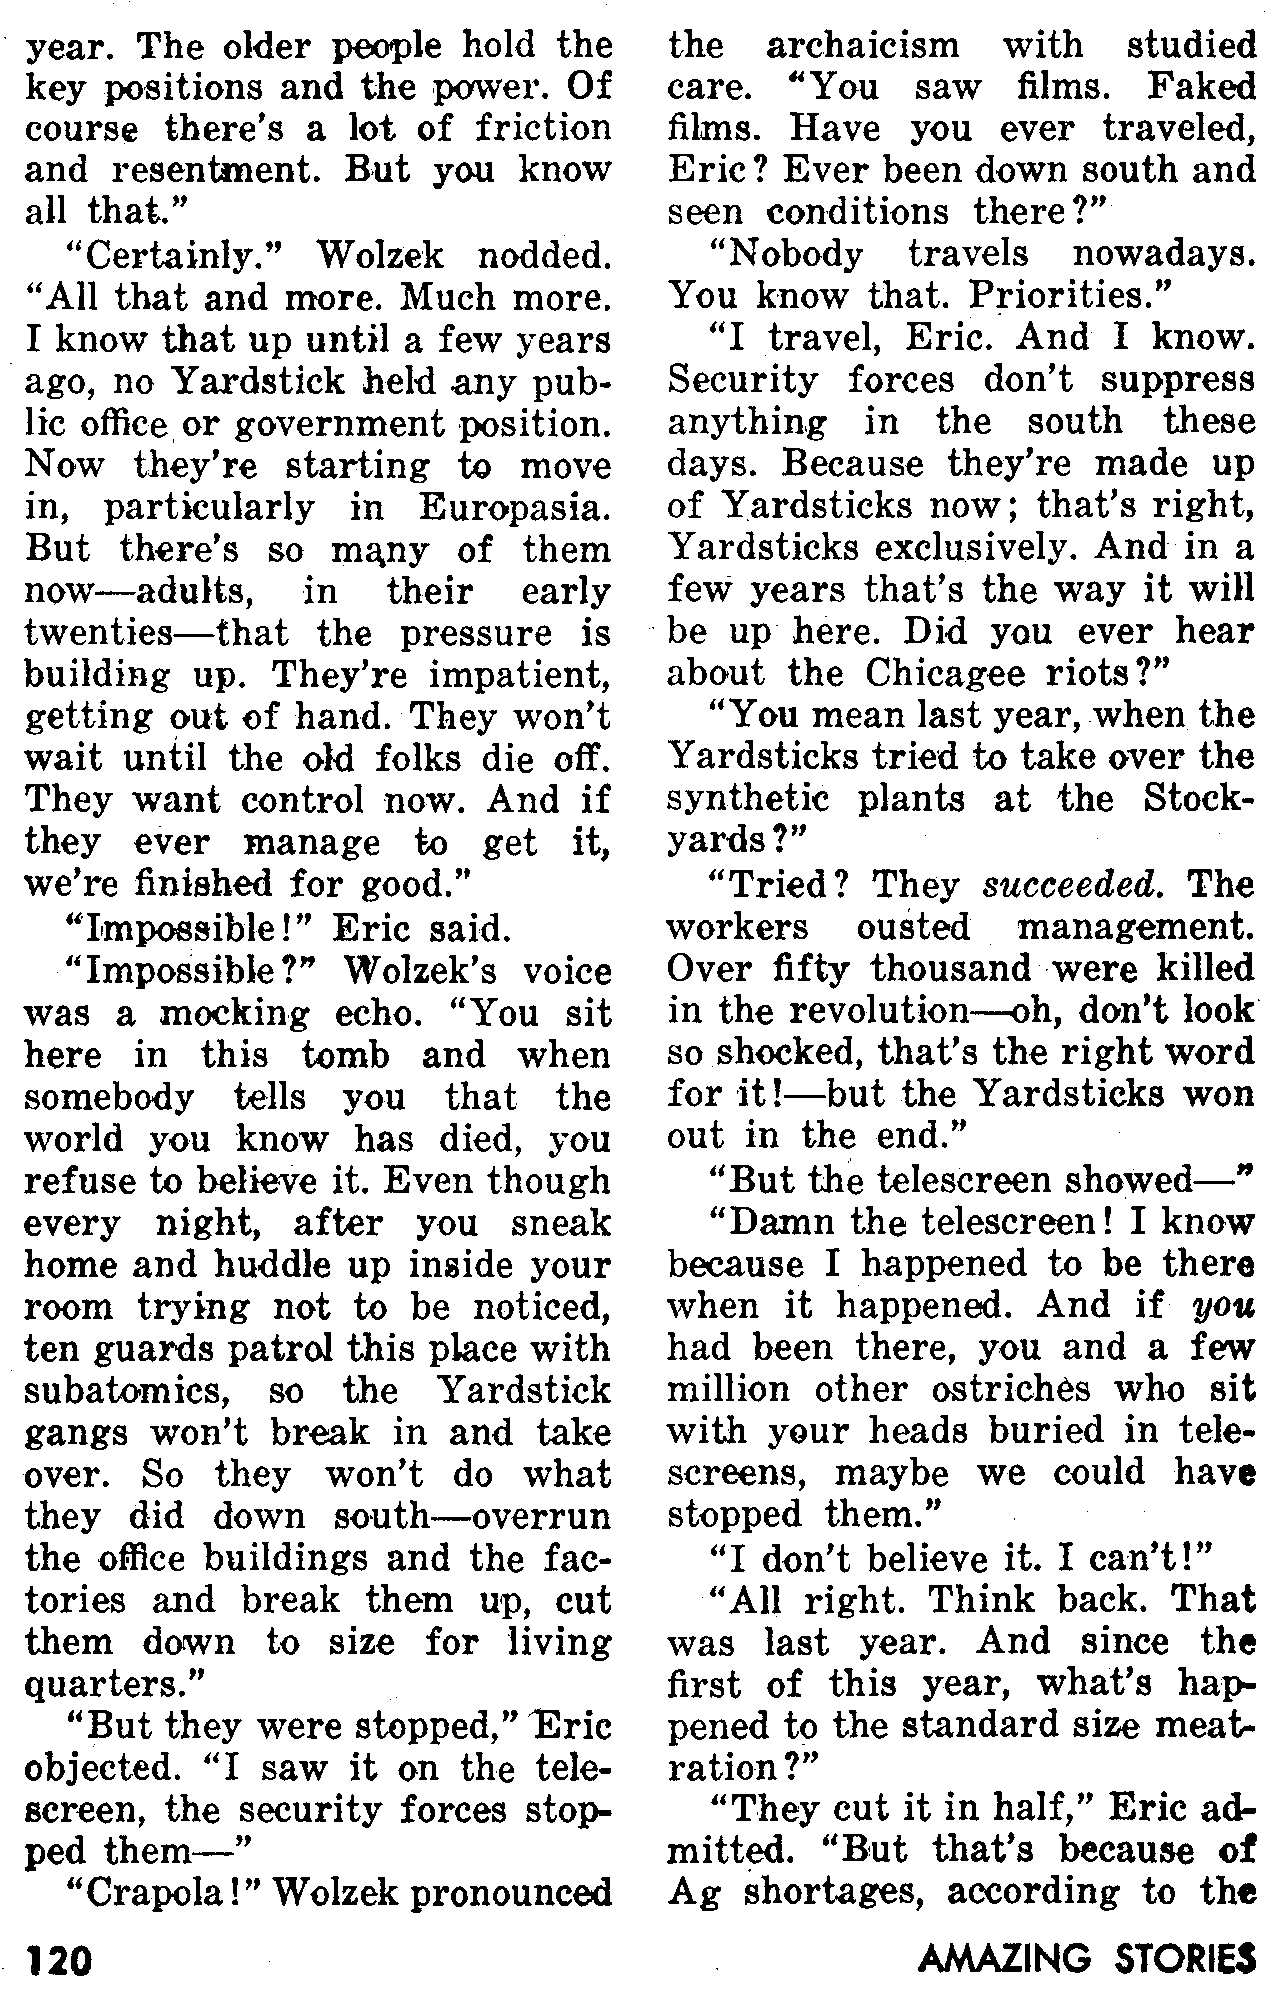 year. The older people hold the
key positions and the power. Of
course there's a lot of friction
and resentment. But you know
all that."
"Certainly." Wolzek nodded.
"All that and more. Much more.
I know that up until a few years
ago, no Yardstick held any pub-
lic office or government position.
Now they're starting to move
in, particularly in Europasia.
But there's so many of them
now—adults, in their early
twenties—that the pressure is
building up. They're impatient,
getting out of hand. They won't
wait until the old folks die off.
They want control now. And if
they ever manage to get it,
we're finished for good."
"Impossible!" Eric said.
"Impossible?" Wolzek's voice
was a mocking echo. "You sit
here in this tomb and when
somebody tells you that the
world you know has died, you
refuse to believe it. Even though
every night, after you sneak
home and huddle up inside your
room trying not to be noticed,
ten guards patrol this place with
subatomics, so the Yardstick
gangs won't break in and take
over. So they won't do what
they did down south—overrun
the office buildings and the fac-
tories and break them up, cut
them down to size for living
quarters."
"But they were stopped," Eric
objected. "I saw it on the tele-
screen, the security forces stop-
ped them—"
"Crapola!" Wolzek pronounced
the archaicism with studied
care. "You saw films. Faked
films. Have you ever traveled,
Eric? Ever been down south and
seen conditions there?"
"Nobody travels nowadays.
You know that. Priorities."
"I travel, Eric. And I know.
Security forces don't suppress
anything in the south these
days. Because they're made up
of Yardsticks now; that's right,
Yardsticks exclusively. And in a
few years that's the way it will
be up here. Did you ever hear
about the Chicagee riots?"
"You mean last year, when the
Yardsticks tried to take over the
synthetic plants at the Stock-
yards?"
"Tried? They succeeded. The
workers ousted management.
Over fifty thousand were killed
in the revolution—oh, don't look
so shocked, that's the right word
for it!—but the Yardsticks won
out in the end."
"But the telescreen showed—"
"Damn the telescreen! I know
because I happened to be there
when it happened. And if you
had been there, you and a few
million other ostriches who sit
with your heads buried in tele-
screens, maybe we could have
stopped them."
"I don't believe it. I can't!"
"All right. Think back. That
was last year. And since the
first of this year, what's hap-
pened to the standard size meat-
ration?"
"They cut it in half," Eric ad-
mitted. "But that's because of
Ag shortages, according to the
120
AMAZING STORIES